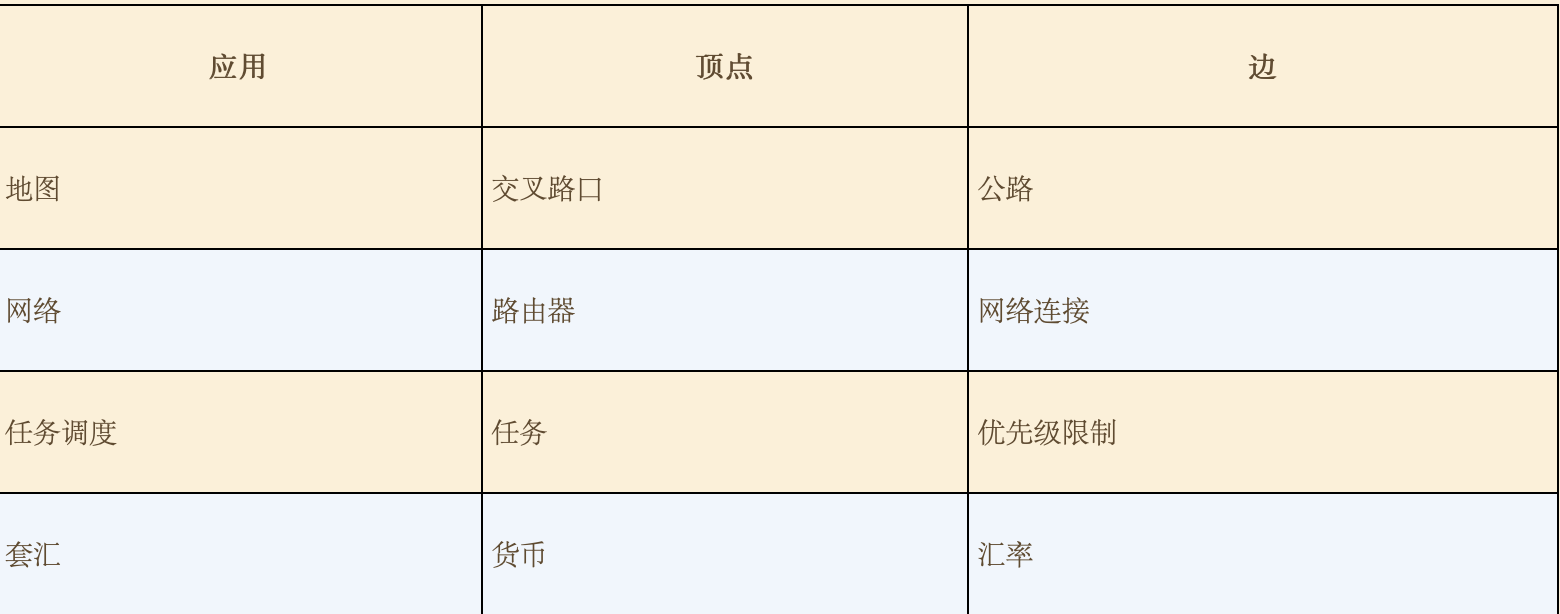 应用 顶点 边
地图 交叉路口 公路
网络 路由器 网络连接
任务调度 任务 优先级限制
套汇 货币 汇率